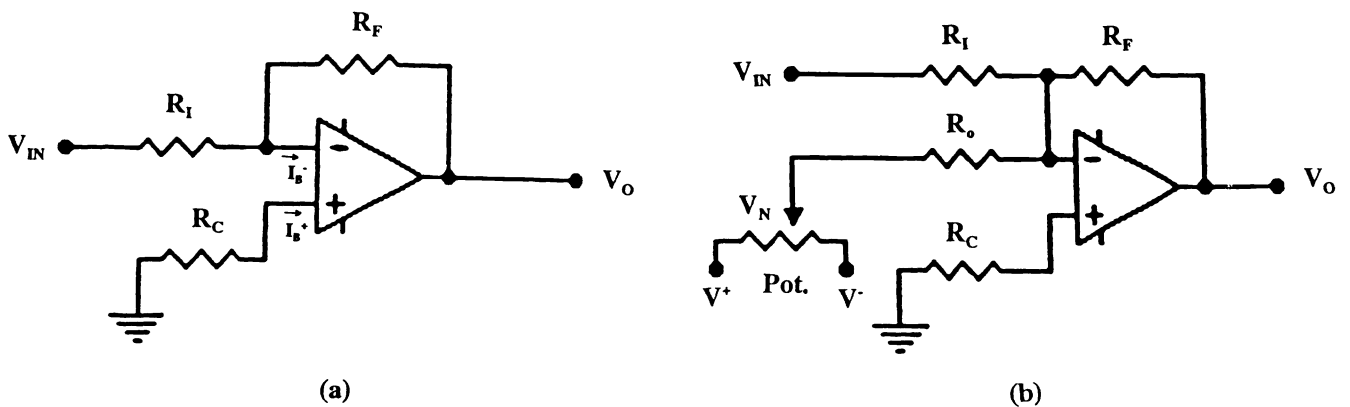 R_F
R_I
V_IN
I_B^-
V_O
R_C
I_B^+
(a)
R_I
R_F
V_IN
R_o
V_N
V_O
R_C
V^+
Pot.
V^-
(b)